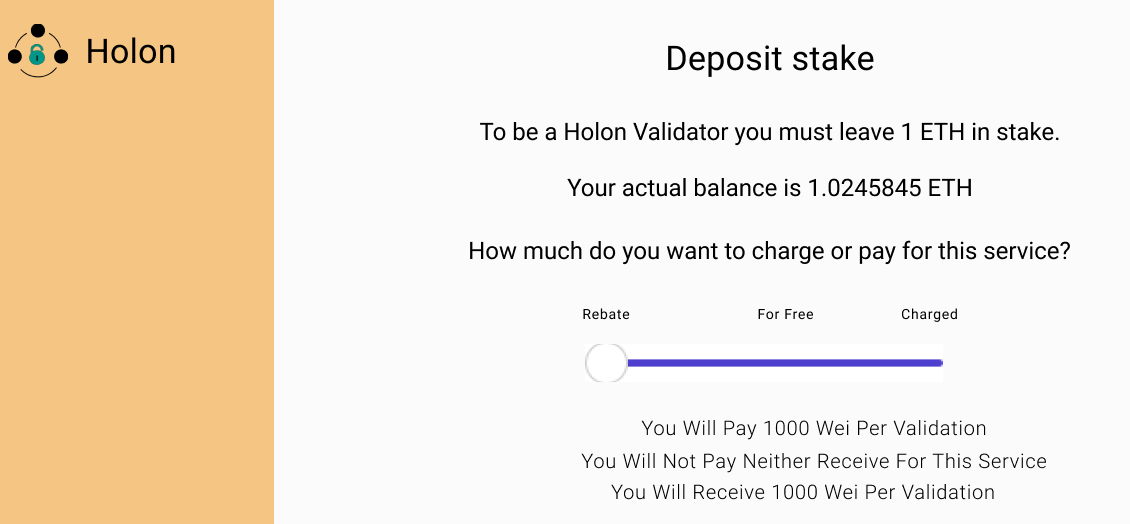 Holon
Deposit stake
To be a Holon Validator you must leave 1 ETH in stake.
Your actual balance is 1.0245845 ETH
How much do you want to charge or pay for this service?
Rebate For Free Charged
You Will Pay 1000 Wei Per Validation
You Will Not Pay Neither Receive For This Service
You Will Receive 1000 Wei Per Validation